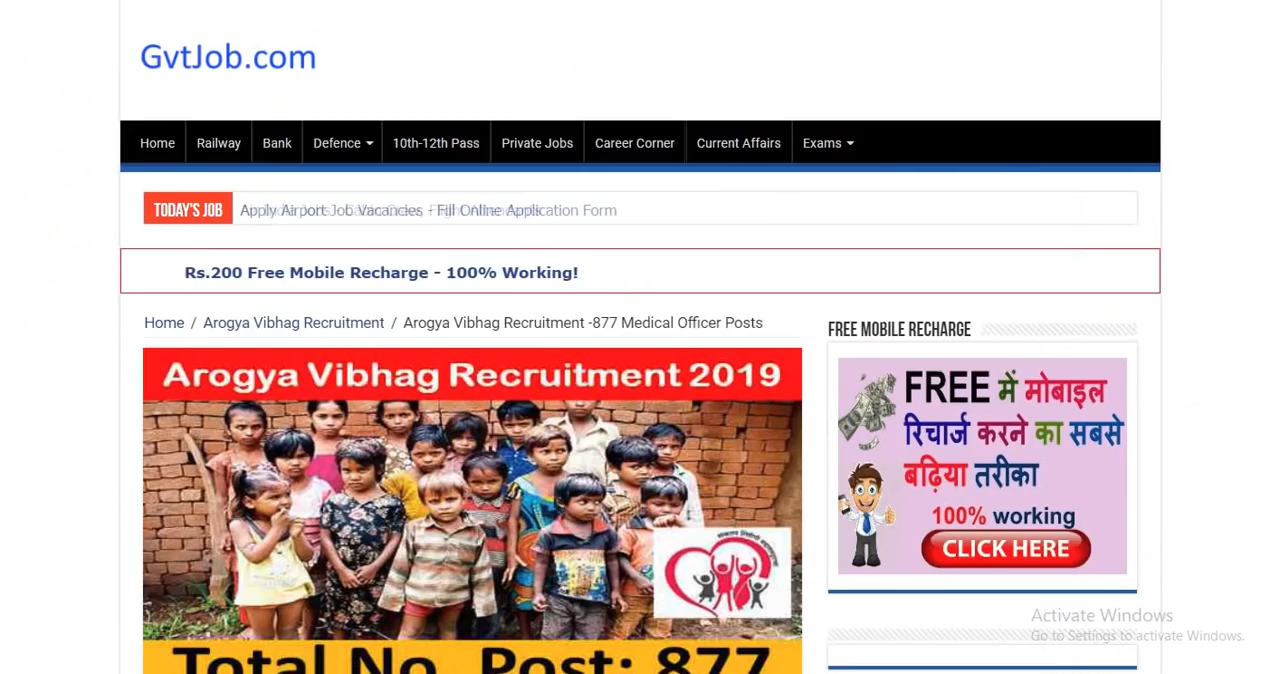 GvtJob.com
Home Railway Bank Defence 10th-12th Pass Private Jobs Career Corner Current Affairs Exams
TODAY'S JOB Apply Airport Job Vacancies - Fill Online Application Form
Rs.200 Free Mobile Recharge - 100% Working!
Home / Arogya Vibhag Recruitment / Arogya Vibhag Recruitment -877 Medical Officer Posts
FREE MOBILE RECHARGE
Arogya Vibhag Recruitment 2019
FREE में मोबाइल
रिचार्ज करने का सबसे
बढ़िया तरीका
100% working
CLICK HERE
Activate Windows
Go to Settings to activate Windows.
Total No. Post: 877